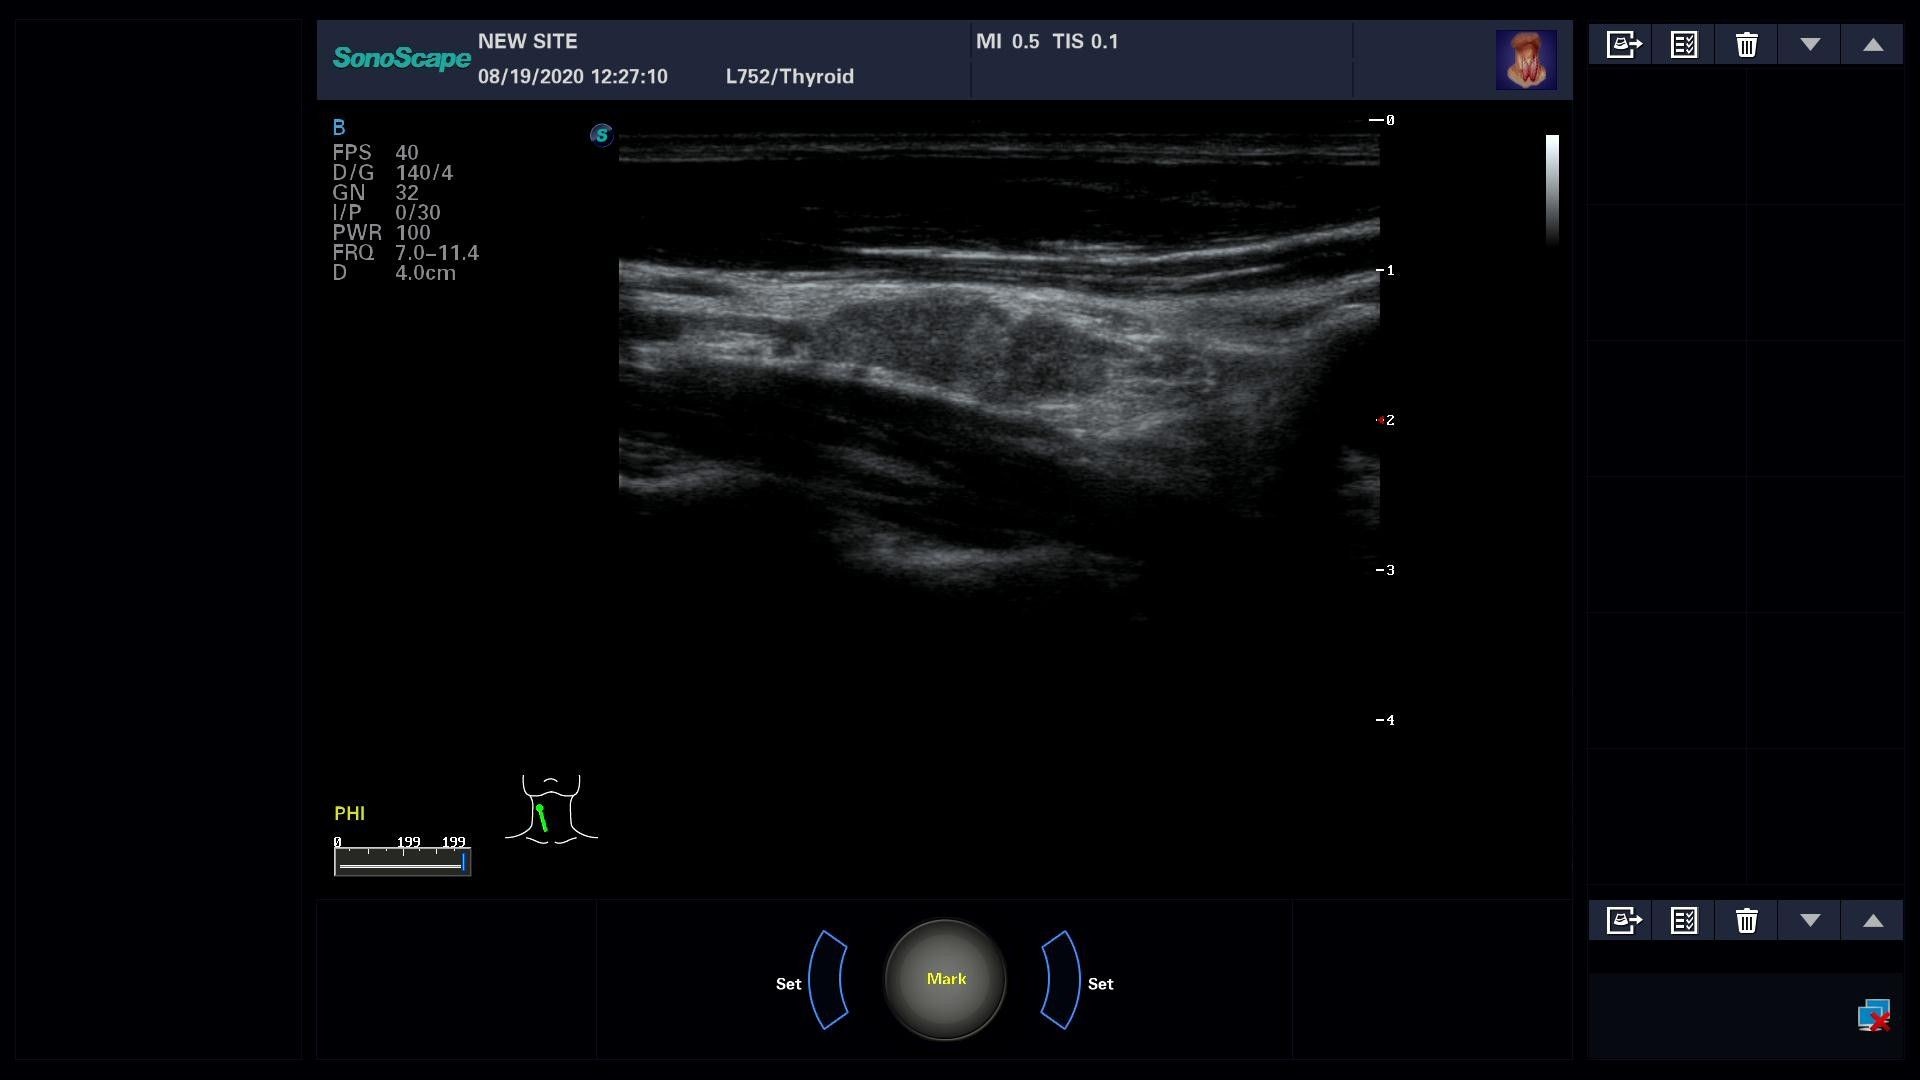 SonoScape
NEW SITE
08/19/2020 12:27:10
L752/Thyroid
MI 0.5 TIS 0.1
B
FPS 40
D/G 140/4
GN 32
I/P 0/30
PWR 100
FRQ 7.0-11.4
D 4.0cm
S
0
1
2
3
4
PHI
0 199 199
Set
Mark
Set